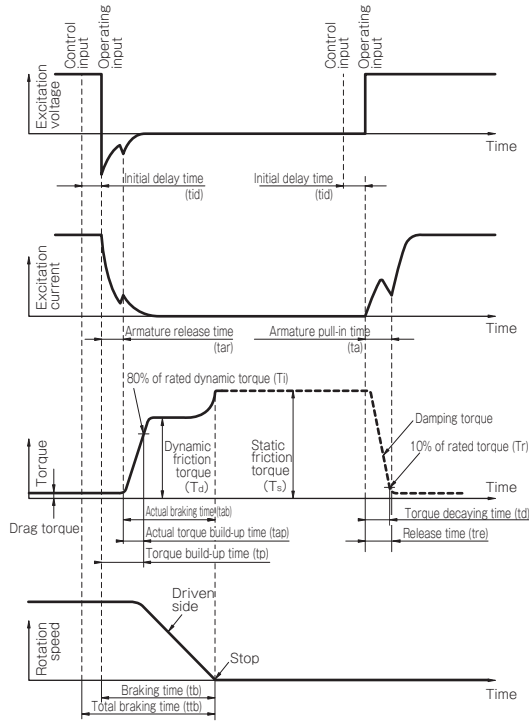 Control
input
Operating
input
Control
input
Operating
input
Excitation
voltage
Time
Initial delay time
(tid)
Initial delay time
(tid)
Excitation
current
Time
Armature release time
(tar)
Armature pull-in time
(ta)
80% of rated dynamic torque (Ti)
Damping torque
10% of rated torque (Tr)
Torque
Dynamic
friction
torque
(Td)
Static
friction
torque
(Ts)
Time
Drag torque
Actual braking time(tab)
Torque decaying time (td)
Actual torque build-up time (tap)
Release time (tre)
Torque build-up time (tp)
Driven
side
Rotation
speed
Stop
Time
Braking time (tb)
Total braking time (ttb)